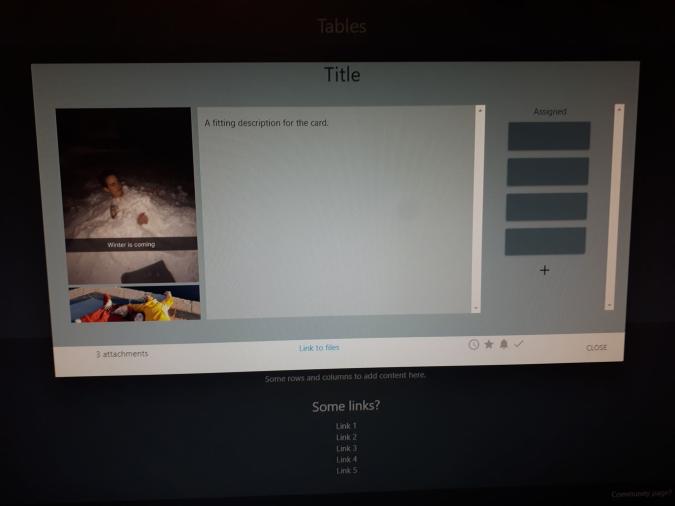 Tables
Title
A fitting description for the card.
Assigned
Winter is coming
+
3 attachments
Link to files
CLOSE
Some rows and columns to add content here.
Some links?
Link 1
Link 2
Link 3
Link 4
Link 5
Community page?